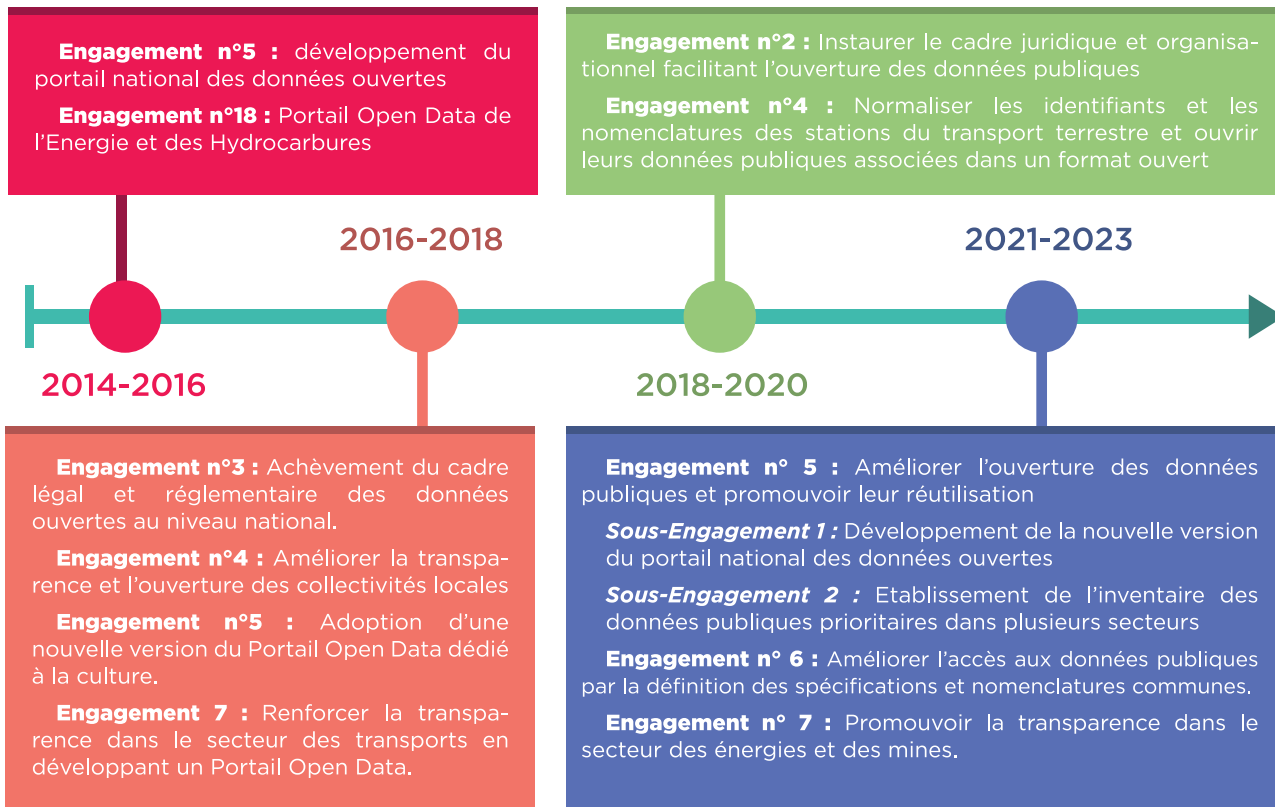 Engagement n°5 : développement du
portail national des données ouvertes
Engagement n°18 : Portail Open Data de
l'Energie et des Hydrocarbures
Engagement n°2 : Instaurer le cadre juridique et organisa-
tionnel facilitant l'ouverture des données publiques
Engagement n°4 : Normaliser les identifiants et les
nomenclatures des stations du transport terrestre et ouvrir
leurs données publiques associées dans un format ouvert
2016-2018
2021-2023
2014-2016
2018-2020
Engagement n°3 : Achèvement du cadre
légal et réglementaire des données
ouvertes au niveau national.
Engagement n°4 : Améliorer la transpa-
rence et l'ouverture des collectivités locales
Engagement n°5 : Adoption d'une
nouvelle version du Portail Open Data dédié
à la culture.
Engagement 7 : Renforcer la transpa-
rence dans le secteur des transports en
développant un Portail Open Data.
Engagement n° 5 : Améliorer l'ouverture des données
publiques et promouvoir leur réutilisation
Sous-Engagement 1 : Développement de la nouvelle version
du portail national des données ouvertes
Sous-Engagement 2 : Etablissement de l'inventaire des
données publiques prioritaires dans plusieurs secteurs
Engagement n° 6 : Améliorer l'accès aux données publiques
par la définition des spécifications et nomenclatures communes.
Engagement n° 7 : Promouvoir la transparence dans le
secteur des énergies et des mines.